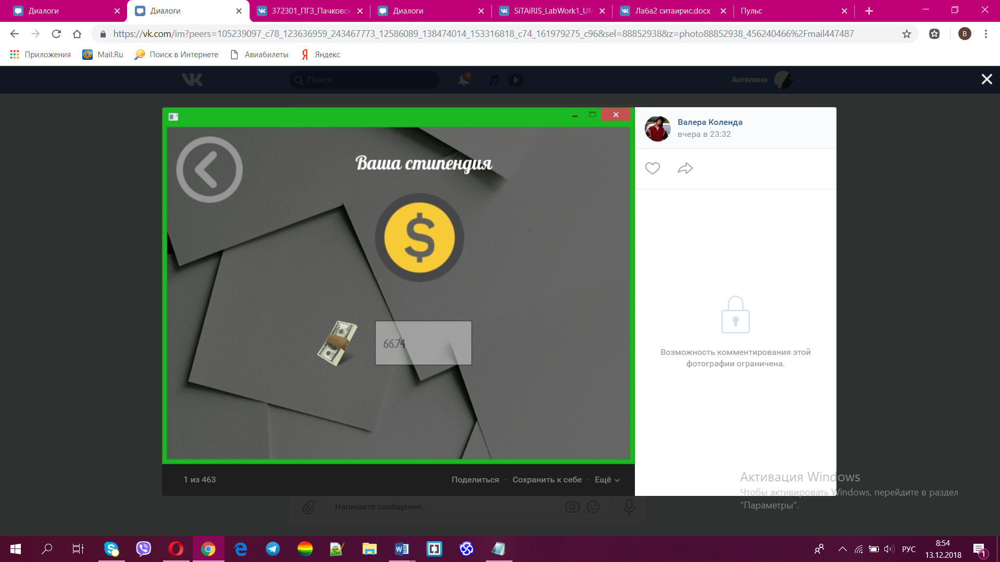 Диалоги
Диалоги
372301_ПГЗ_Пачковск
Диалоги
SiTAiRIS_LabWork1_UM
Лаба2 ситаирис.docx
Пульс
https://vk.com/im?peers=105239097_c78_123636959_243467773_12586089_138474014_153316818_c74_161979275_c96&sel=88852938&z=photo88852938_456240466%2Fmail447487
B
Приложения
Mail.Ru
Поиск в Интернете
Авиабилеты
Яндекс
Поиск
4
Ангелина
Ваша стипендия
$
66.74
Валера Коленда
вчера в 23:32
Возможность комментирования этой
фотографии ограничена.
1 из 463
Поделиться · Сохранить к себе · Ещё
Напишите сообщение...
Активация Windows
Чтобы активировать Windows, перейдите в раздел
"Параметры".
РУС
8:54
13.12.2018
1